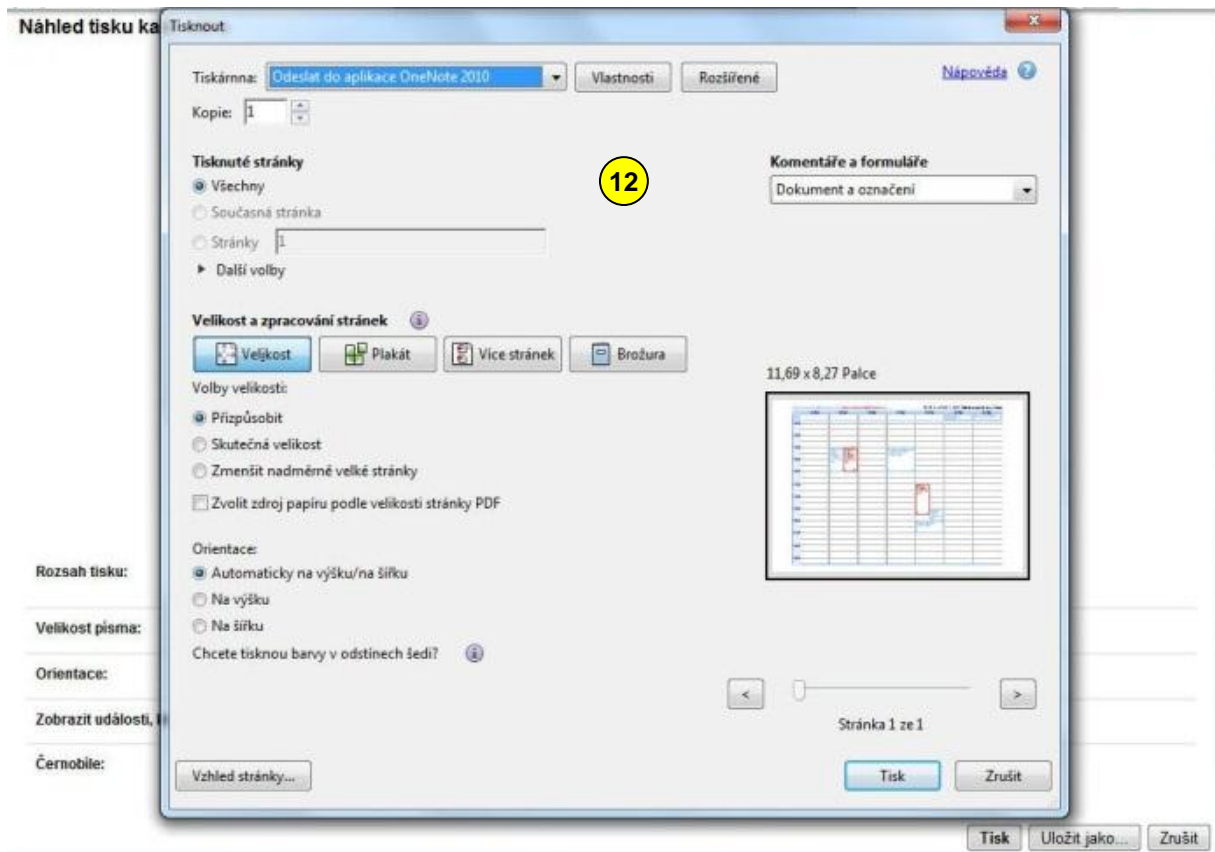 Náhled tisku ka
Tisknout
Tiskárnna: Odeslat do aplikace OneNote 2010 Vlastnosti Rozšířené Nápověda
Kopie: 1
Tisknuté stránky 12 Komentáře a formuláře
Všechny Dokument a označení
Současná stránka
Stránky 1
Další volby
Velikost a zpracování stránek
Velikost Plakát Více stránek Brožura
11,69 x 8,27 Palce
Volby velikosti:
Přizpůsobit
Skutečná velikost
Zmenšit nadměrně velké stránky
Zvolit zdroj papíru podle velikosti stránky PDF
Orientace:
Rozsah tisku: Automaticky na výšku/na šířku
Na výšku
Velikost písma: Na šířku
Chcete tisknou barvy v odstínech šedi?
Orientace:
< >
Zobrazit události, Stránka 1 ze 1
Černobíle:
Vzhled stránky... Tisk Zrušit
Tisk Uložit jako... Zrušit